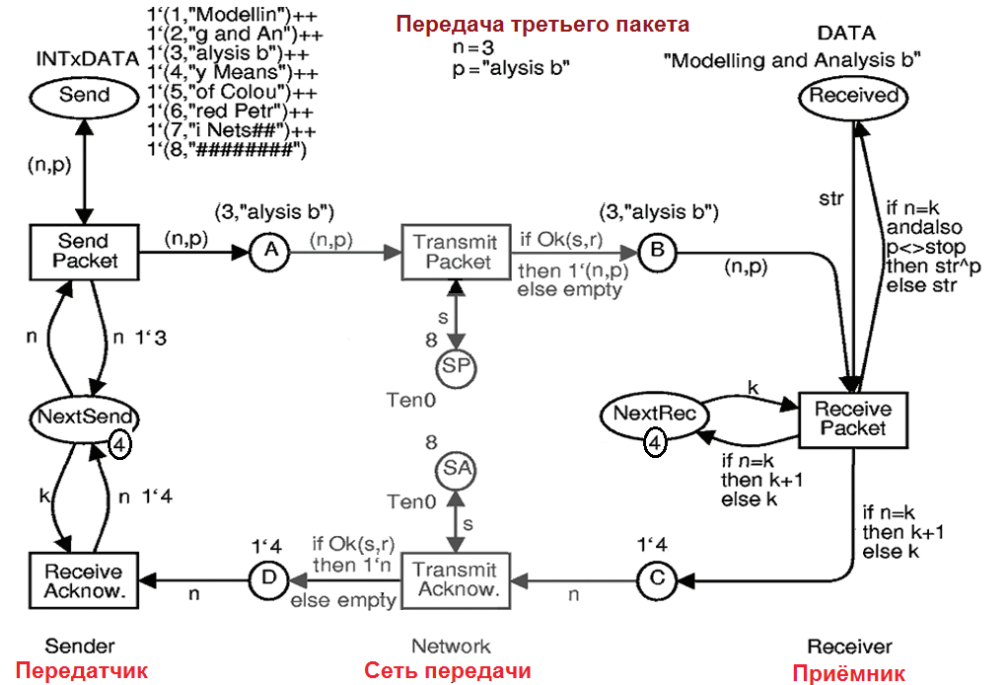 1‘(1,"Modellin")++
1‘(2,"g and An")++
1‘(3,"alysis b")++
1‘(4,"y Means")++
1‘(5,"of Colou")++
1‘(6,"red Petr")++
1‘(7,"i Nets##")++
1‘(8,"########")
Передача третьего пакета
n=3
p="alysis b"
DATA
"Modelling and Analysis b"
INTxDATA
Send
Received
(n,p)
str
if n=k
andalso
p<>stop
then str^p
else str
(3,"alysis b")
(3,"alysis b")
Send
Packet
(n,p)
A
(n,p)
Transmit
Packet
if Ok(s,r)
then 1‘(n,p)
else empty
B
(n,p)
s
8
SP
Ten0
n
n 1‘3
NextSend
4
NextRec
4
k
if n=k
then k+1
else k
Receive
Packet
8
SA
Ten0
s
k
n 1‘4
if n=k
then k+1
else k
Receive
Acknow.
n
1‘4
D
if Ok(s,r)
then 1‘n
else empty
Transmit
Acknow.
n
1‘4
C
Sender
Network
Receiver
Передатчик
Сеть передачи
Приёмник